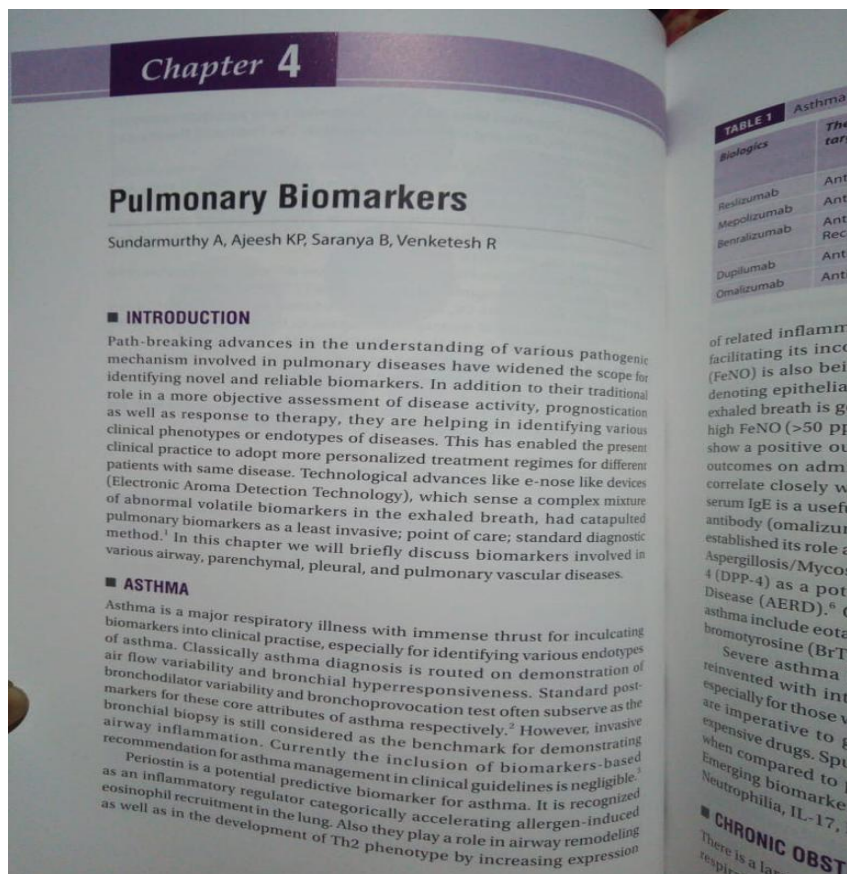 Chapter 4
Pulmonary Biomarkers
Sundarmurthy A, Ajeesh KP, Saranya B, Venketesh R
■ INTRODUCTION
Path-breaking advances in the understanding of various pathogenic
mechanism involved in pulmonary diseases have widened the scope for
identifying novel and reliable biomarkers. In addition to their traditional
role in a more objective assessment of disease activity, prognostication
as well as response to therapy, they are helping in identifying various
clinical phenotypes or endotypes of diseases. This has enabled the present
clinical practice to adopt more personalized treatment regimes for different
patients with same disease. Technological advances like e-nose like devices
(Electronic Aroma Detection Technology), which sense a complex mixture
of abnormal volatile biomarkers in the exhaled breath, had catapulted
pulmonary biomarkers as a least invasive; point of care; standard diagnostic
method.¹ In this chapter we will briefly discuss biomarkers involved in
various airway, parenchymal, pleural, and pulmonary vascular diseases.
■ ASTHMA
Asthma is a major respiratory illness with immense thrust for inculcating
biomarkers into clinical practise, especially for identifying various endotypes
of asthma. Classically asthma diagnosis is routed on demonstration of
air flow variability and bronchial hyperresponsiveness. Standard post-
bronchodilator variability and bronchoprovocation test often subserve as the
markers for these core attributes of asthma respectively.² However, invasive
bronchial biopsy is still considered as the benchmark for demonstrating
airway inflammation. Currently the inclusion of biomarkers-based
recommendation for asthma management in clinical guidelines is negligible.³
Periostin is a potential predictive biomarker for asthma. It is recognized
as an inflammatory regulator categorically accelerating allergen-induced
eosinophil recruitment in the lung. Also they play a role in airway remodeling
as well as in the development of Th2 phenotype by increasing expression
TABLE 1 Asthma
Biologics
Reslizumab Ant
Mepolizumab Ant
Benralizumab Ant
Rec
Dupilumab Ant
Omalizumab Anti
of related inflamm
facilitating its inco
(FeNO) is also bei
denoting epithelia
exhaled breath is g
high FeNO (>50 pp
show a positive ou
outcomes on adm
correlate closely w
serum IgE is a usef
antibody (omalizur
established its role a
Aspergillosis/Mycos
4 (DPP-4) as a pot
Disease (AERD).⁶
asthma include eota
bromotyrosine (BrT
Severe asthma
reinvented with int
especially for those v
are imperative to g
expensive drugs. Spu
when compared to
Emerging biomarke
Neutrophilia, IL-17,
■ CHRONIC OBST
There is a lar
respir